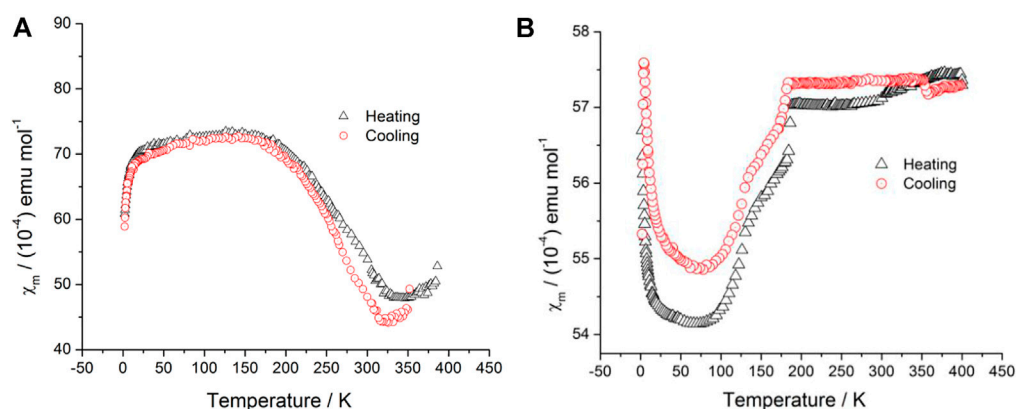 A
90
80
70
60
50
40
χm / (10-4) emu mol-1
-50 0 50 100 150 200 250 300 350 400 450
Temperature / K
Heating
Cooling
B
58
57
56
55
54
χm / (10-4) emu mol-1
-50 0 50 100 150 200 250 300 350 400 450
Temperature / K
Heating
Cooling